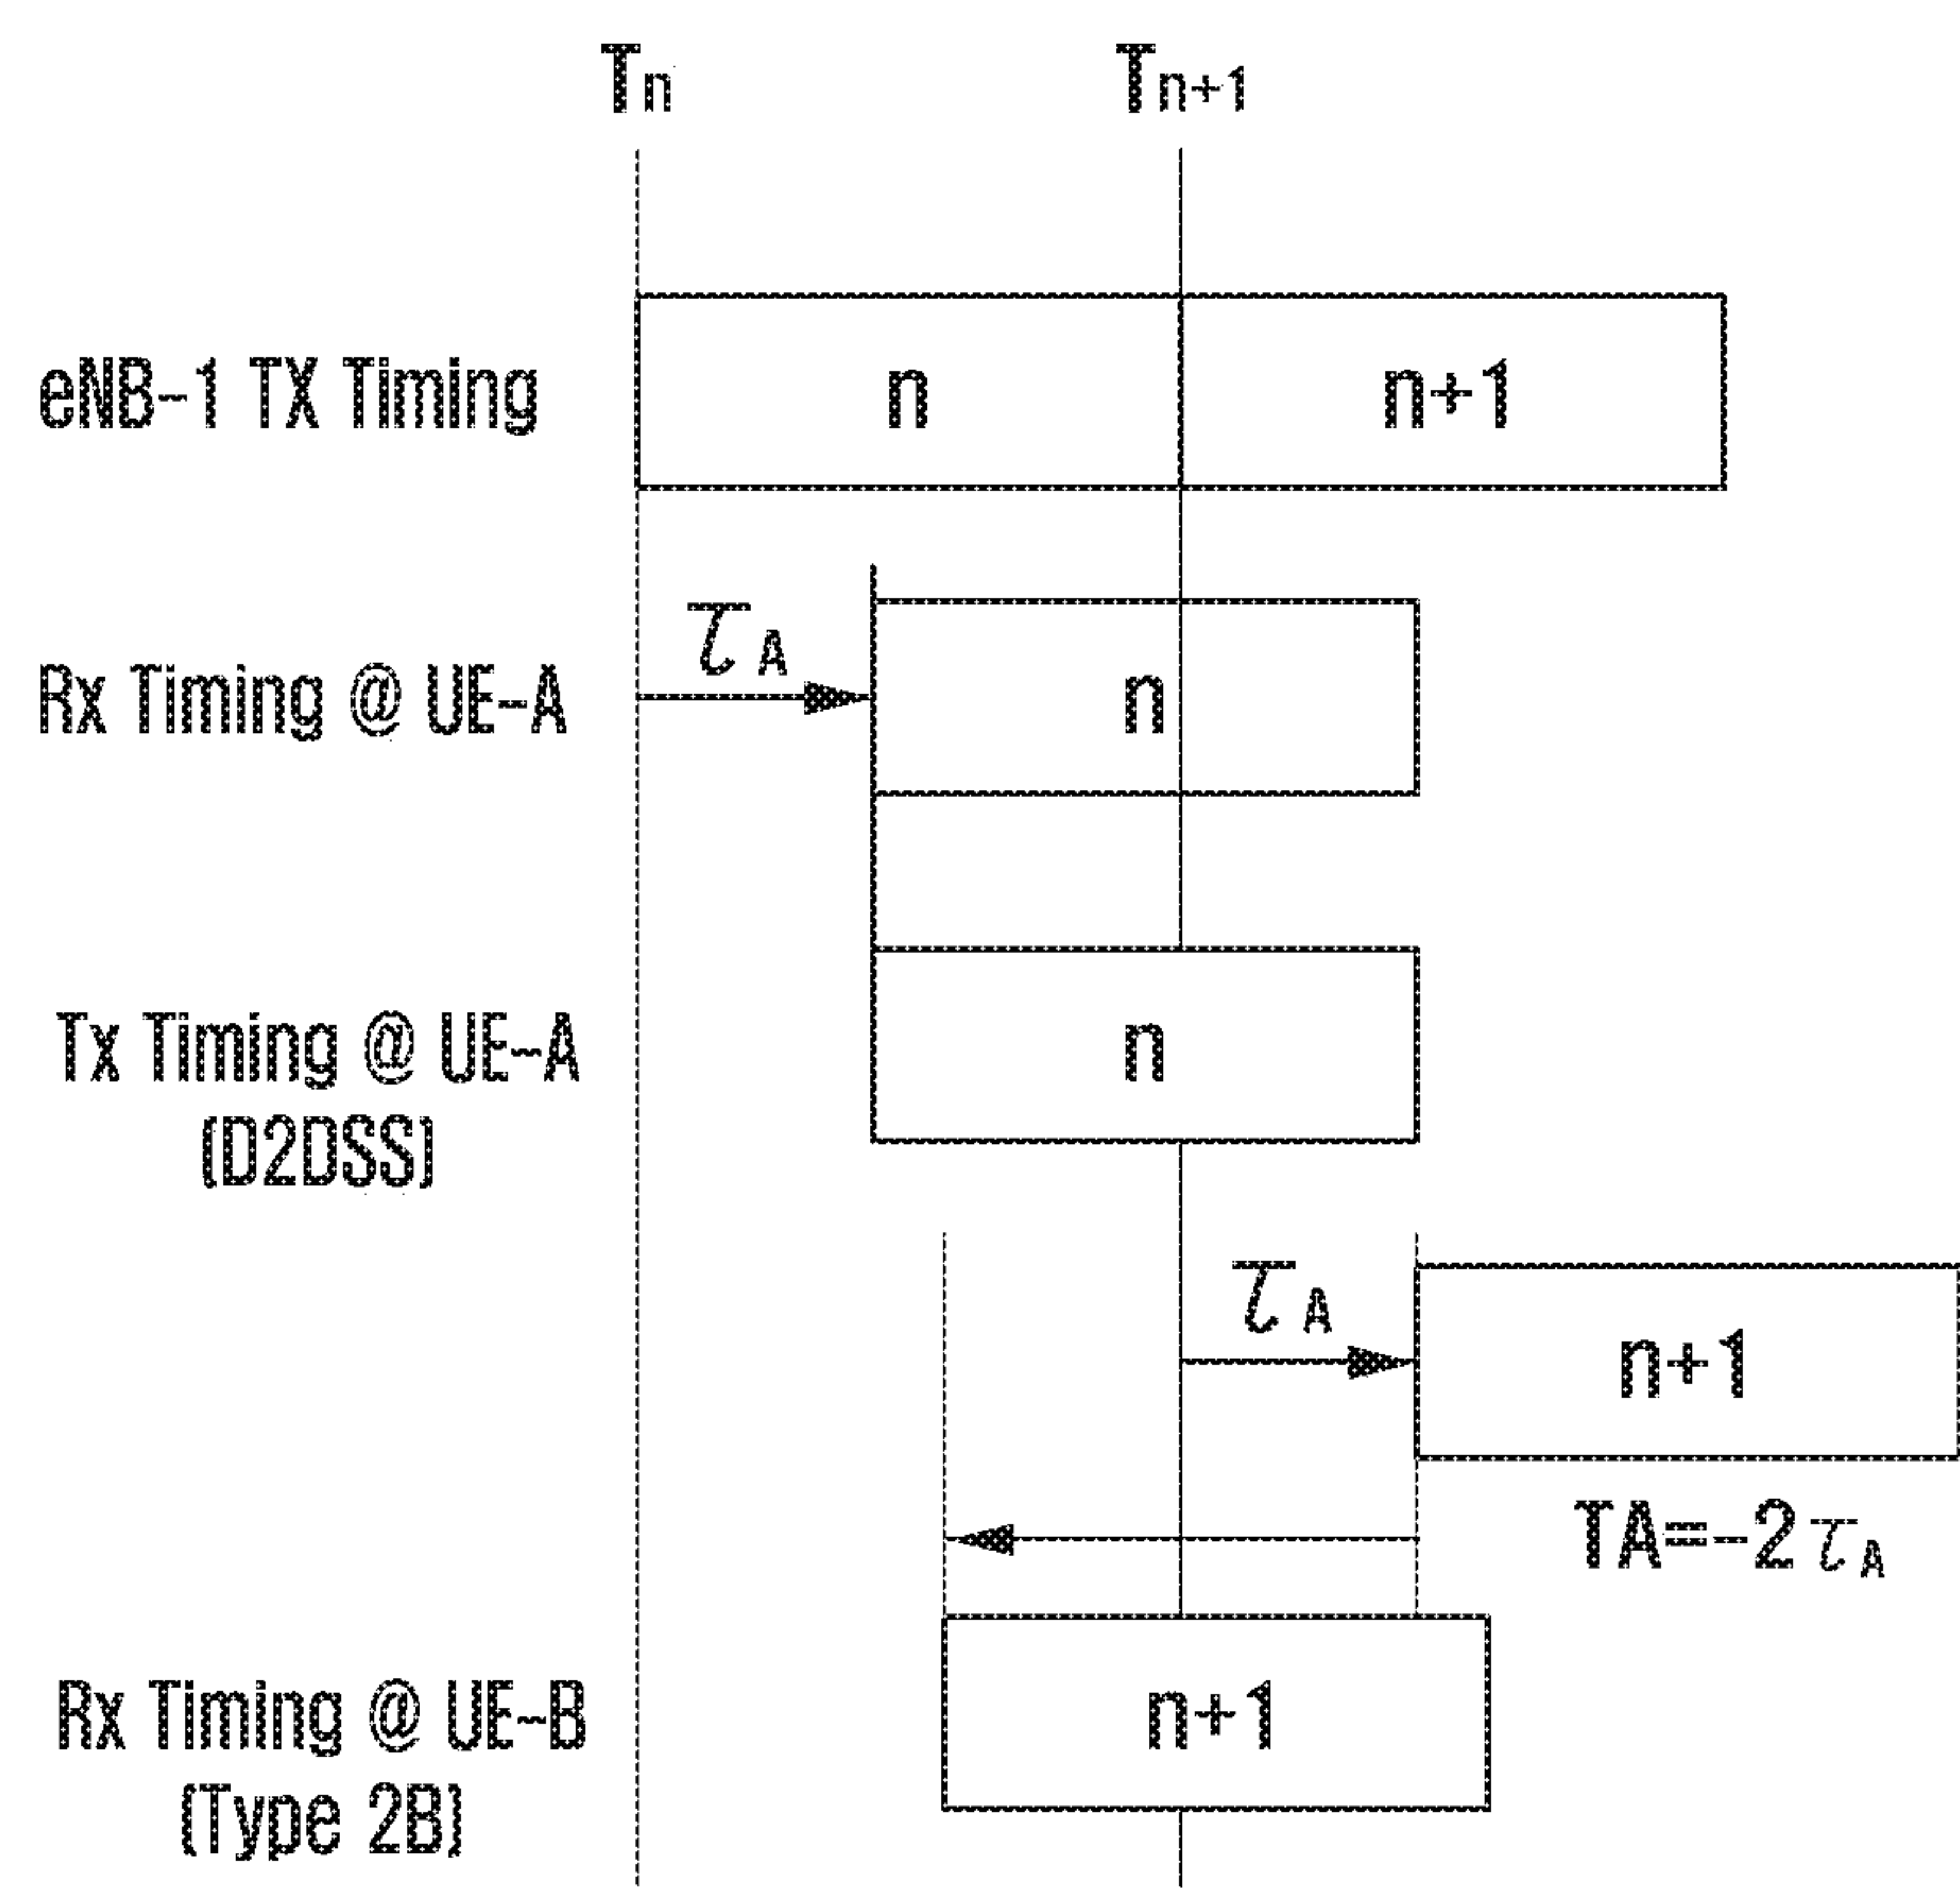 Tn
Tn+1
eNB-1 TX Timing
n
n+1
τA
Rx Timing @ UE-A
n
Tx Timing @ UE-A
(D2DSS)
n
τA
n+1
TA=-2τA
Rx Timing @ UE-B
(Type 2B)
n+1